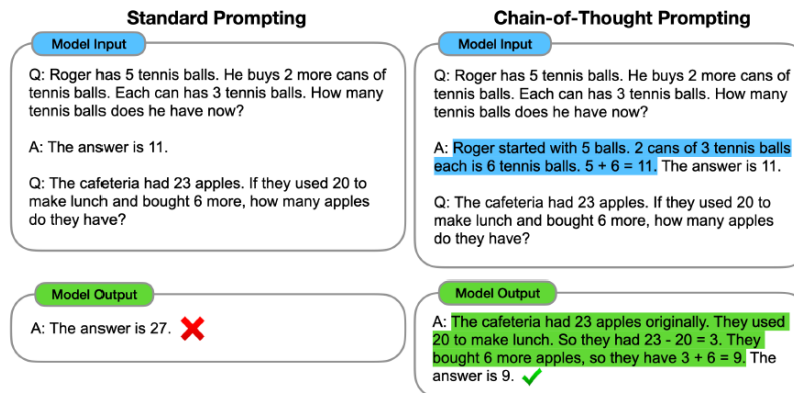 Standard Prompting
Model Input
Q: Roger has 5 tennis balls. He buys 2 more cans of
tennis balls. Each can has 3 tennis balls. How many
tennis balls does he have now?
A: The answer is 11.
Q: The cafeteria had 23 apples. If they used 20 to
make lunch and bought 6 more, how many apples
do they have?
Model Output
A: The answer is 27.
Chain-of-Thought Prompting
Model Input
Q: Roger has 5 tennis balls. He buys 2 more cans of
tennis balls. Each can has 3 tennis balls. How many
tennis balls does he have now?
A: Roger started with 5 balls. 2 cans of 3 tennis balls
each is 6 tennis balls. 5 + 6 = 11. The answer is 11.
Q: The cafeteria had 23 apples. If they used 20 to
make lunch and bought 6 more, how many apples
do they have?
Model Output
A: The cafeteria had 23 apples originally. They used
20 to make lunch. So they had 23 - 20 = 3. They
bought 6 more apples, so they have 3 + 6 = 9. The
answer is 9.